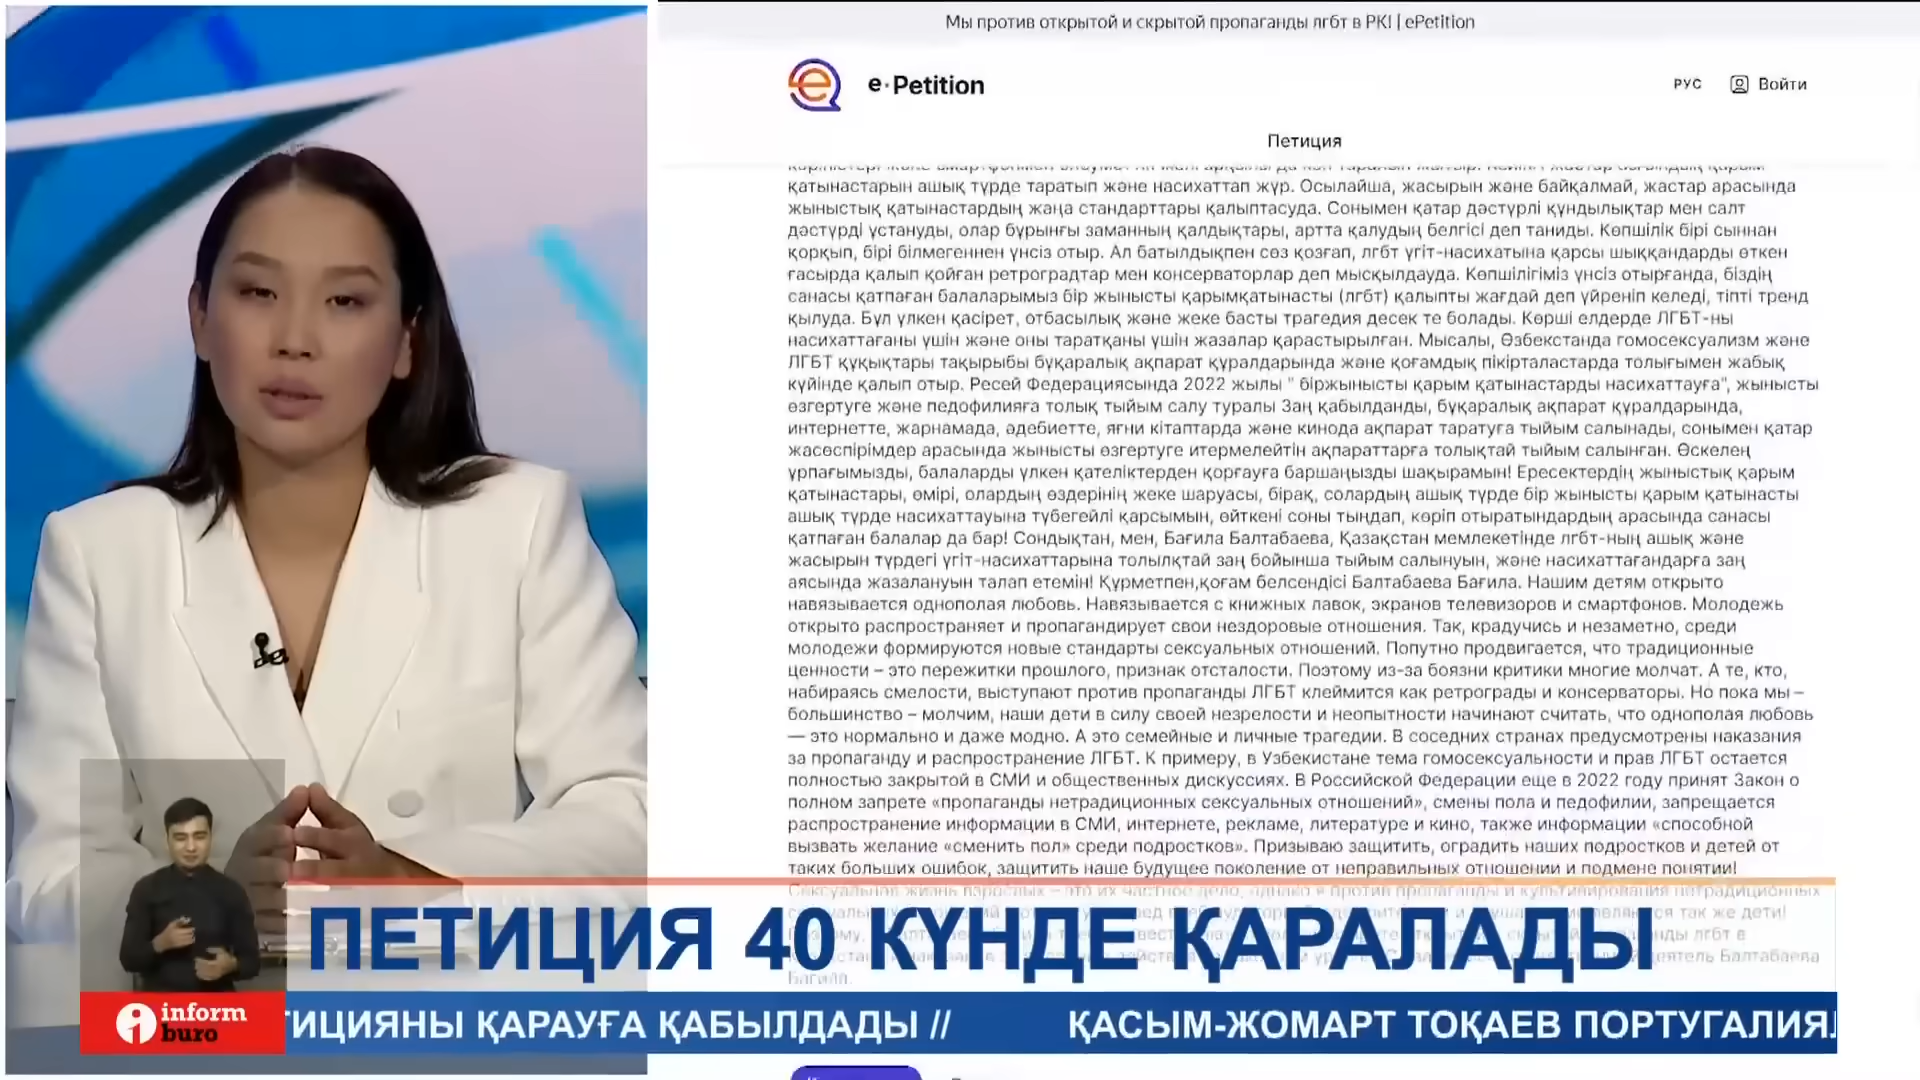 Мы против открытой и скрытой пропаганды лгбт в РК! | ePetition
e·Petition
РУС
Войти
Петиция
қатынастарын ашық түрде таратып және насихаттап жүр. Осылайша, жасырын және байқалмай, жастар арасында
жыныстық қатынастардың жаңа стандарттары қалыптасуда. Сонымен қатар дәстүрлі құндылықтар мен салт
дәстүрді ұстануды, олар бұрынғы заманның қалдықтары, артта қалудың белгісі деп таниды. Көпшілік бірі сыннан
қорқып, бірі білмегеннен үнсіз отыр. Ал батылдықпен сөз қозғап, лгбт үгіт-насихатына қарсы шыққандарды өткен
ғасырда қалып қойған ретроградтар мен консерваторлар деп мысқылдауда. Көпшілігіміз үнсіз отырғанда, біздің
санасы қатпаған балаларымыз бір жынысты қарымқатынасты (лгбт) қалыпты жағдай деп үйреніп келеді, тіпті тренд
қылуда. Бұл үлкен қасірет, отбасылық және жеке басты трагедия десек те болады. Көрші елдерде ЛГБТ-ны
насихаттағаны үшін және оны таратқаны үшін жазалар қарастырылған. Мысалы, Өзбекстанда гомосексуализм және
ЛГБТ құқықтары тақырыбы бұқаралық ақпарат құралдарында және қоғамдық пікірталастарда толығымен жабық
күйінде қалып отыр. Ресей Федерациясында 2022 жылы " біржынысты қарым қатынастарды насихаттауға", жынысты
өзгертуге және педофилияға толық тыйым салу туралы Заң қабылданды, бұқаралық ақпарат құралдарында,
интернетте, жарнамада, әдебиетте, яғни кітаптарда және кинода ақпарат таратуға тыйым салынады, сонымен қатар
жасөспірімдер арасында жынысты өзгертуге итермелейтін ақпараттарға толықтай тыйым салынған. Өскелең
ұрпағымызды, балаларды үлкен қателіктерден қорғауға баршаңызды шақырамын! Ересектердің жыныстық қарым
қатынастары, өмірі, олардың өздерінің жеке шаруасы, бірақ, солардың ашық түрде бір жынысты қарым қатынасты
ашық түрде насихаттауына түбегейлі қарсымын, өйткені соны тыңдап, көріп отыратындардың арасында санасы
қатпаған балалар да бар! Сондықтан, мен, Бағила Балтабаева, Қазақстан мемлекетінде лгбт-ның ашық және
жасырын түрдегі үгіт-насихаттарына толылқтай заң бойынша тыйым салынуын, және насихаттағандарға заң
аясында жазалануын талап етемін! Құрметпен,қоғам белсендісі Балтабаева Бағила. Нашим детям открыто
навязывается однополая любовь. Навязывается с книжных лавок, экранов телевизоров и смартфонов. Молодежь
открыто распространяет и пропагандирует свои нездоровые отношения. Так, крадучись и незаметно, среди
молодежи формируются новые стандарты сексуальных отношений. Попутно продвигается, что традиционные
ценности – это пережитки прошлого, признак отсталости. Поэтому из-за боязни критики многие молчат. А те, кто,
набираясь смелости, выступают против пропаганды ЛГБТ клеймится как ретрограды и консерваторы. Но пока мы –
большинство – молчим, наши дети в силу своей незрелости и неопытности начинают считать, что однополая любовь
— это нормально и даже модно. А это семейные и личные трагедии. В соседних странах предусмотрены наказания
за пропаганду и распространение ЛГБТ. К примеру, в Узбекистане тема гомосексуальности и прав ЛГБТ остается
полностью закрытой в СМИ и общественных дискуссиях. В Российской Федерации еще в 2022 году принят Закон о
полном запрете «пропаганды нетрадиционных сексуальных отношений», смены пола и педофилии, запрещается
распространение информации в СМИ, интернете, рекламе, литературе и кино, также информации «способной
вызвать желание «сменить пол» среди подростков». Призываю защитить, оградить наших подростков и детей от
таких больших ошибок, защитить наше будущее поколение от неправильных отношении и подмене понятии!
Сексуальная жизнь взрослых – это их частное дело, однако я против пропаганды и культивирования нетрадиционных
Балтабаева
Багила.
ПЕТИЦИЯ 40 КҮНДЕ ҚАРАЛАДЫ
inform
buro
ТИЦИЯНЫ ҚАРАУҒА ҚАБЫЛДАДЫ // ҚАСЫМ-ЖОМАРТ ТОҚАЕВ ПОРТУГАЛИЯ